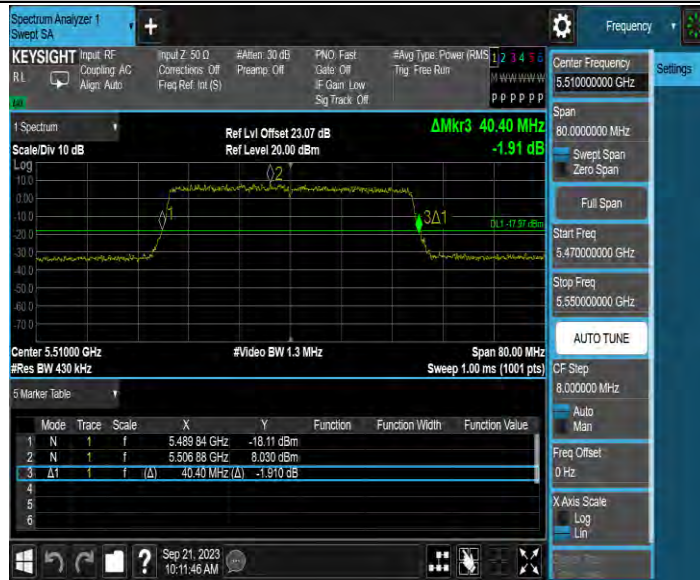 Spectrum Analyzer 1
Swept SA
+
Frequency
KEYSIGHT
RL
Input: RF
Coupling: AC
Align: Auto
Input Z: 50 Ω
Corrections: Off
Freq Ref: Int (S)
#Atten: 30 dB
Preamp: Off
PNO: Fast
Gate: Off
IF Gain: Low
Sig Track: Off
#Avg Type: Power (RMS
Trig: Free Run
1 2 3 4 5 6
M W W W W W
P P P P P P
Settings
Center Frequency
5.510000000 GHz
Span
80.0000000 MHz
Swept Span
Zero Span
Full Span
Start Freq
5.470000000 GHz
Stop Freq
5.550000000 GHz
AUTO TUNE
CF Step
8.000000 MHz
Auto
Man
Freq Offset
0 Hz
X Axis Scale
Log
Lin
1 Spectrum
Scale/Div 10 dB
Ref Lvl Offset 23.07 dB
Ref Level 20.00 dBm
ΔMkr3 40.40 MHz
-1.91 dB
Log
10.0
0.00
-10.0
-20.0
-30.0
-40.0
-50.0
-60.0
-70.0
1
2
3Δ1
DL1 -17.97 dBm
Center 5.51000 GHz
#Video BW 1.3 MHz
Span 80.00 MHz
#Res BW 430 kHz
Sweep 1.00 ms (1001 pts)
5 Marker Table
Mode Trace Scale X Y Function Function Width Function Value
1 N 1 f 5.489 84 GHz -18.11 dBm
2 N 1 f 5.506 88 GHz 8.030 dBm
3 Δ1 1 f (Δ) 40.40 MHz (Δ) -1.910 dB
4
5
6
?
Sep 21, 2023
10:11:46 AM